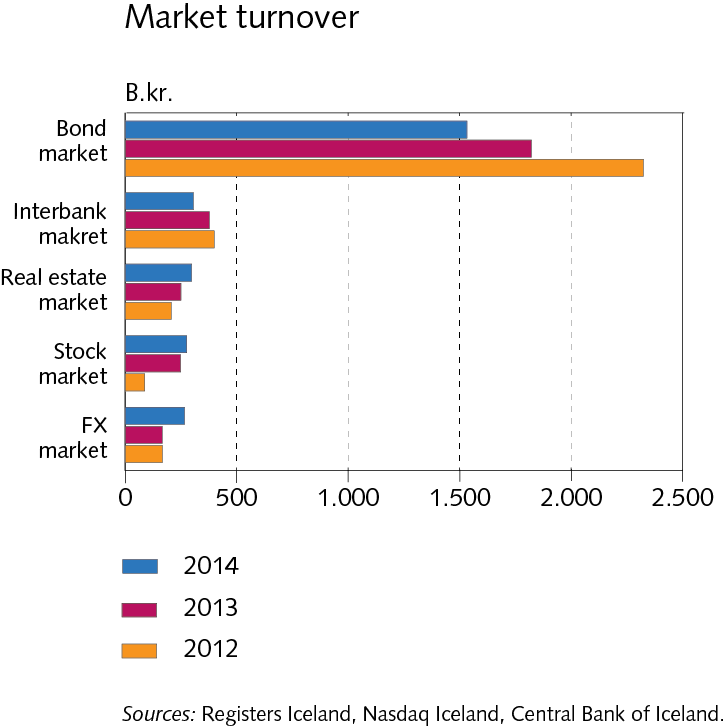 Market turnover
B.kr.
Bond
market
Interbank
makret
Real estate
market
Stock
market
FX
market
0 500 1.000 1.500 2.000 2.500
2014
2013
2012
Sources: Registers Iceland, Nasdaq Iceland, Central Bank of Iceland.